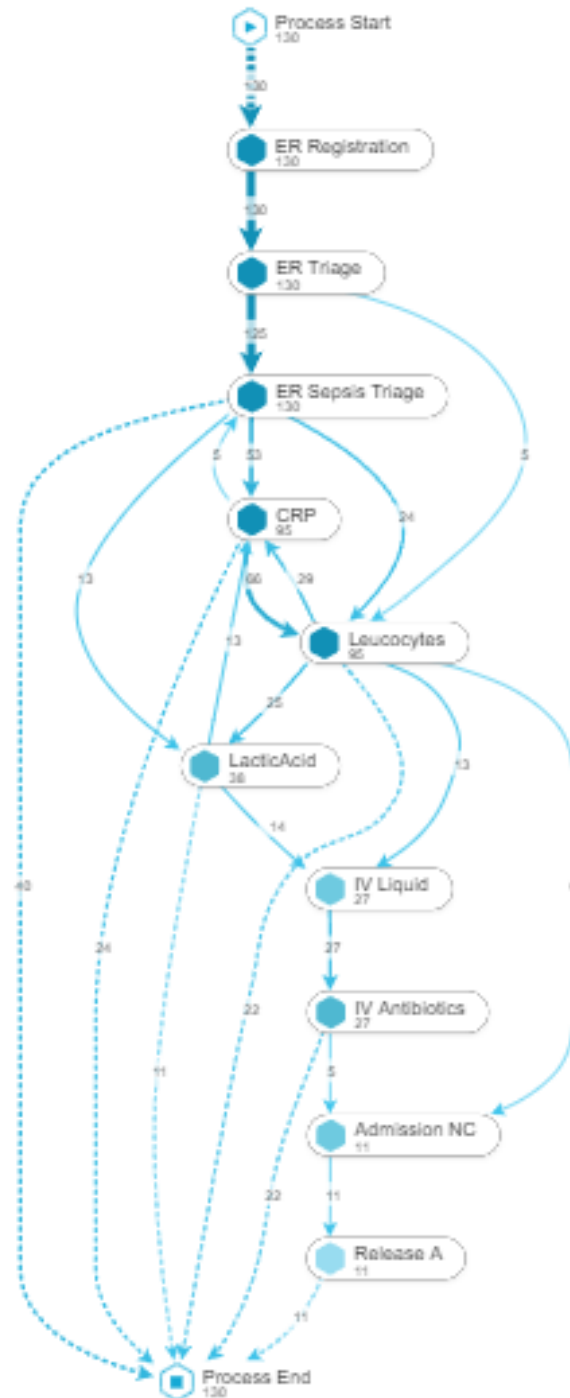 Process Start
130
130
ER Registration
130
130
ER Triage
130
125
ER Sepsis Triage
130
5
53
24
5
CRP
95
13
66
29
13
Leucocytes
95
25
13
LacticAcid
38
14
IV Liquid
27
40
24
27
22
11
IV Antibiotics
27
5
Admission NC
11
22
11
Release A
11
11
Process End
130